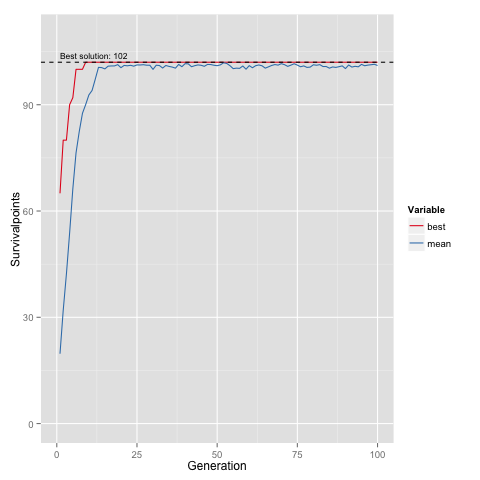 Best solution: 102
90
60
30
0
Survivalpoints
0 25 50 75 100
Generation
Variable
best
mean